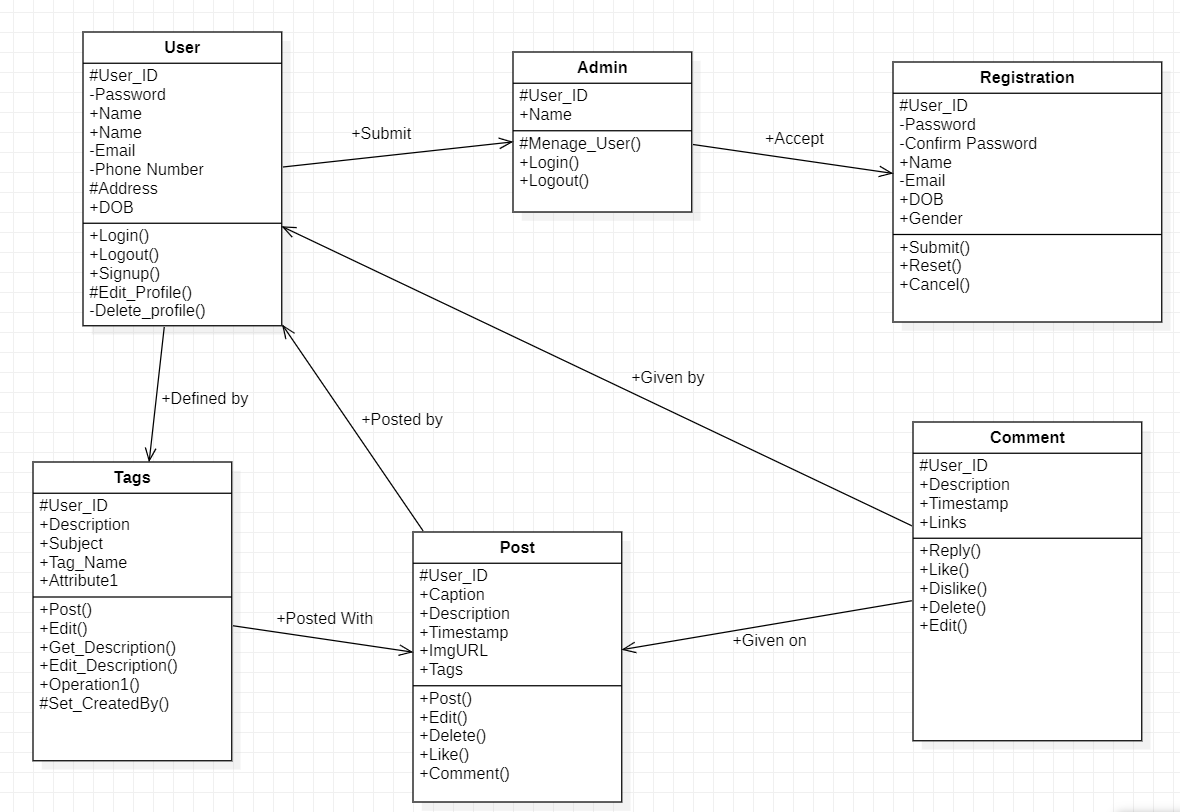 User
#User_ID
-Password
+Name
+Name
-Email
-Phone Number
#Address
+DOB
+Login()
+Logout()
+Signup()
#Edit_Profile()
-Delete_profile()
+Submit
Admin
#User_ID
+Name
#Menage_User()
+Login()
+Logout()
+Accept
Registration
#User_ID
-Password
-Confirm Password
+Name
-Email
+DOB
+Gender
+Submit()
+Reset()
+Cancel()
+Defined by
+Posted by
+Given by
Tags
#User_ID
+Description
+Subject
+Tag_Name
+Attribute1
+Post()
+Edit()
+Get_Description()
+Edit_Description()
+Operation1()
#Set_CreatedBy()
+Posted With
Post
#User_ID
+Caption
+Description
+Timestamp
+ImgURL
+Tags
+Post()
+Edit()
+Delete()
+Like()
+Comment()
+Given on
Comment
#User_ID
+Description
+Timestamp
+Links
+Reply()
+Like()
+Dislike()
+Delete()
+Edit()